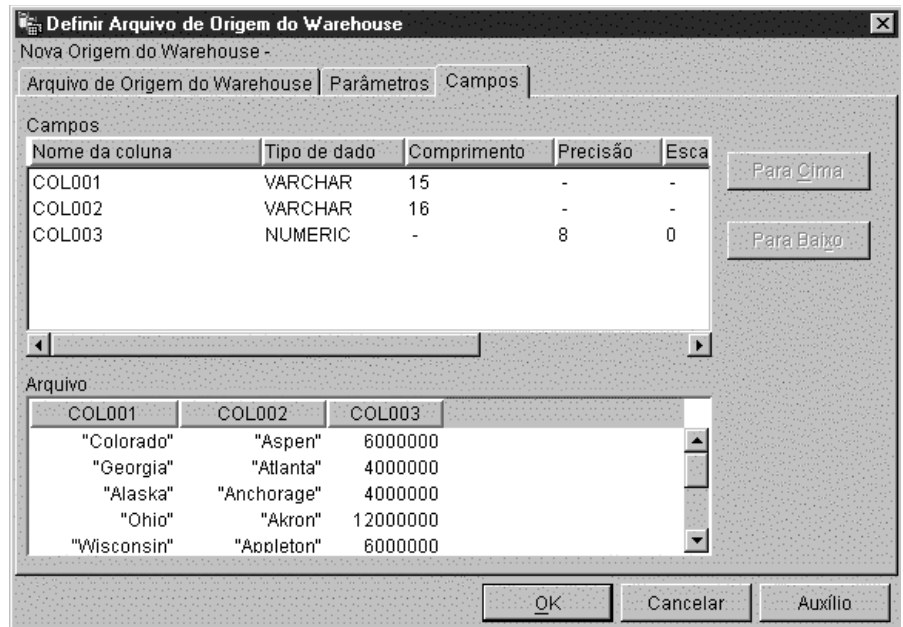 Definir Arquivo de Origem do Warehouse
Nova Origem do Warehouse -
Arquivo de Origem do Warehouse Parâmetros Campos
Campos
Nome da coluna Tipo de dado Comprimento Precisão Esca
COL001 VARCHAR 15 - -
COL002 VARCHAR 16 - -
COL003 NUMERIC - 8 0
Para Cima
Para Baixo
Arquivo
COL001 COL002 COL003
"Colorado" "Aspen" 6000000
"Georgia" "Atlanta" 4000000
"Alaska" "Anchorage" 4000000
"Ohio" "Akron" 12000000
"Wisconsin" "Appleton" 6000000
OK Cancelar Auxílio